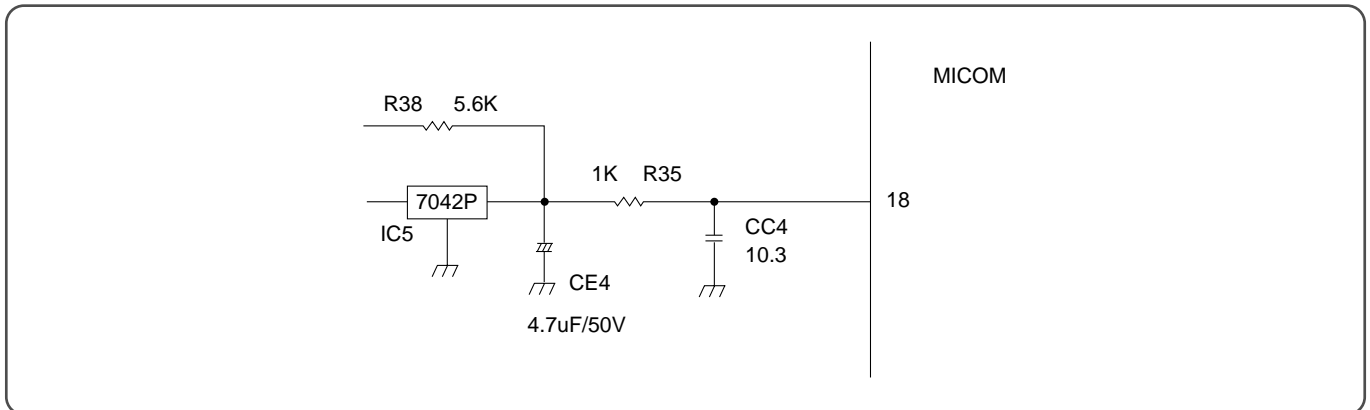 MICOM
R38 5.6K
1K R35
7042P
18
IC5
CC4
10.3
CE4
4.7uF/50V